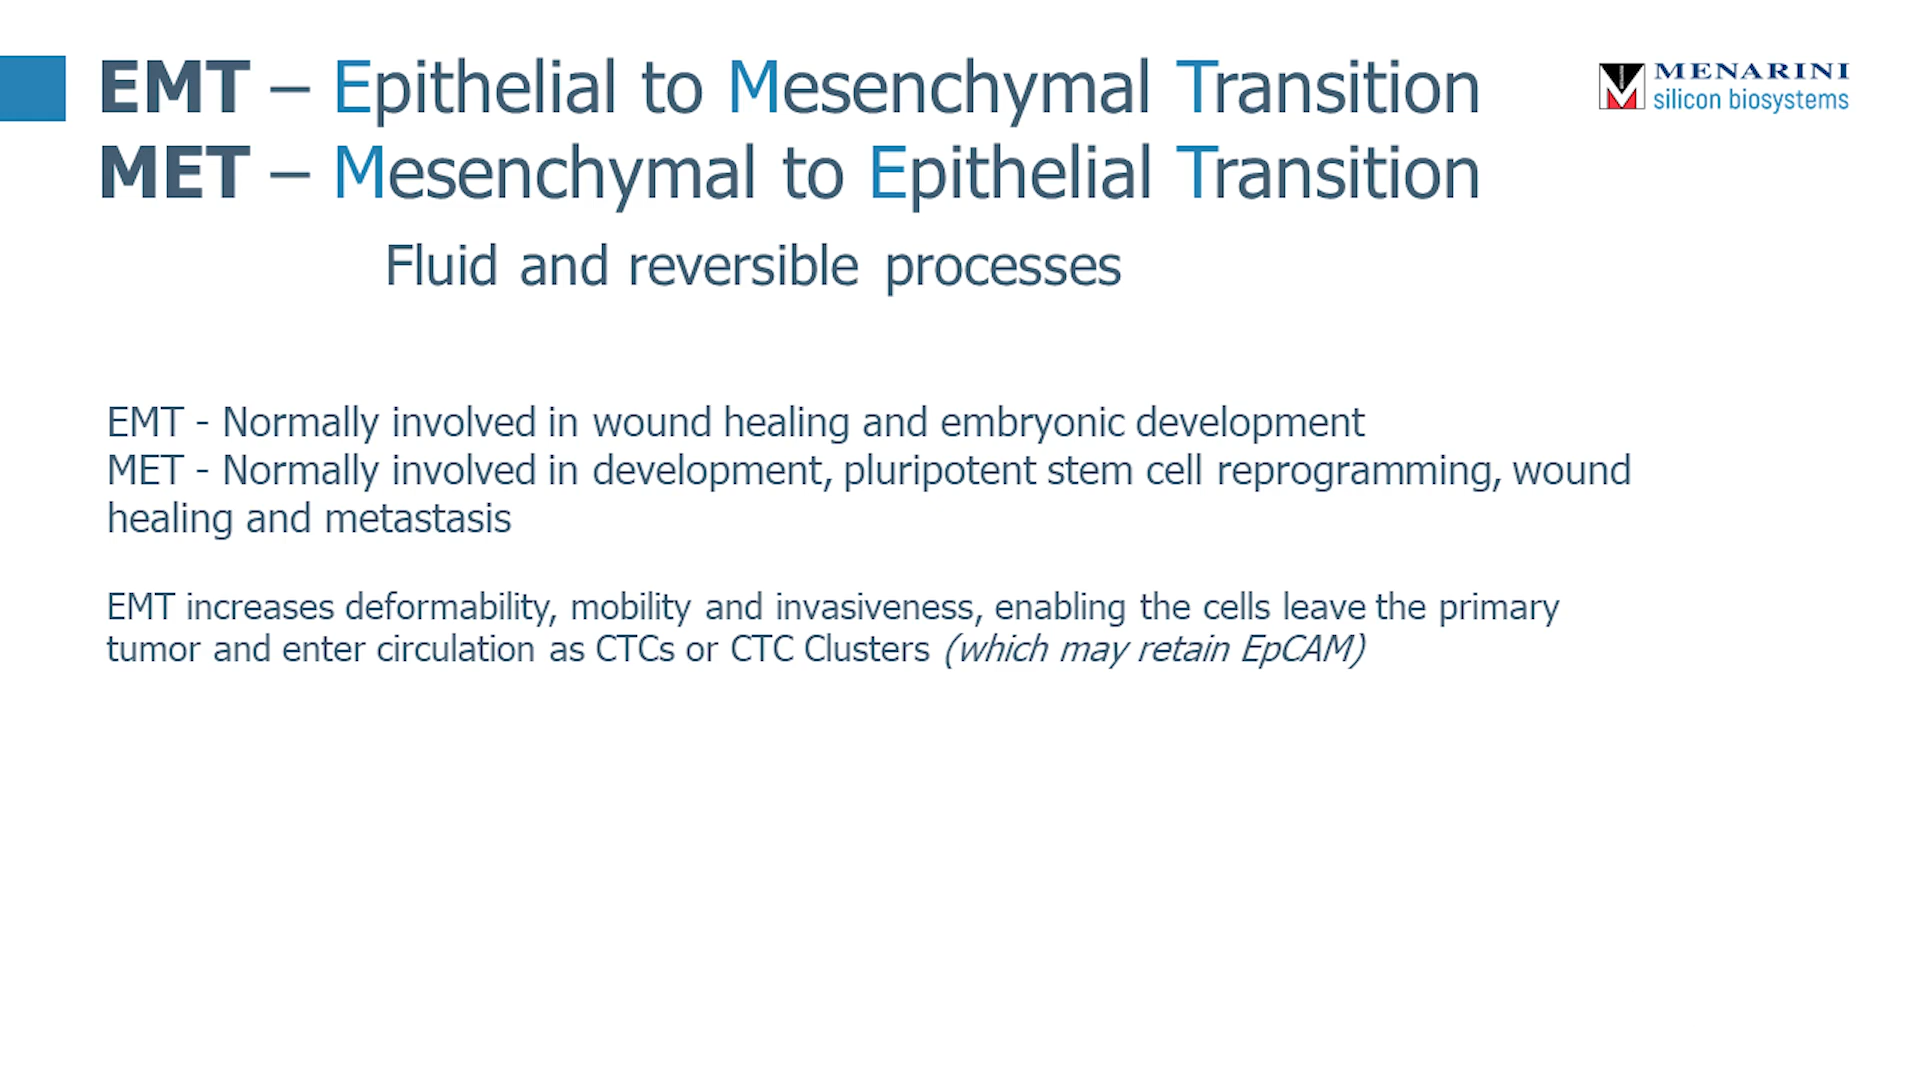 EMT – Epithelial to Mesenchymal Transition
MENARINI
silicon biosystems
MET – Mesenchymal to Epithelial Transition
Fluid and reversible processes
EMT - Normally involved in wound healing and embryonic development
MET - Normally involved in development, pluripotent stem cell reprogramming, wound
healing and metastasis
EMT increases deformability, mobility and invasiveness, enabling the cells leave the primary
tumor and enter circulation as CTCs or CTC Clusters (which may retain EpCAM)